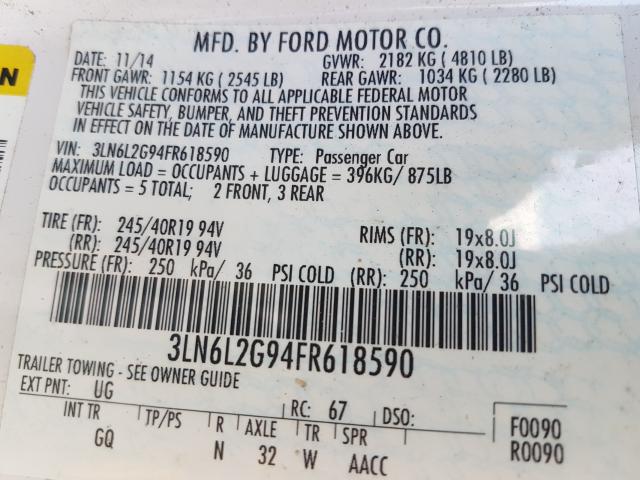 MFD. BY FORD MOTOR CO.
DATE: 11/14 GVWR: 2182 KG ( 4810 LB)
FRONT GAWR: 1154 KG ( 2545 LB) REAR GAWR: 1034 KG ( 2280 LB)
THIS VEHICLE CONFORMS TO ALL APPLICABLE FEDERAL MOTOR
VEHICLE SAFETY, BUMPER, AND THEFT PREVENTION STANDARDS
IN EFFECT ON THE DATE OF MANUFACTURE SHOWN ABOVE.
VIN: 3LN6L2G94FR618590 TYPE: Passenger Car
MAXIMUM LOAD = OCCUPANTS + LUGGAGE = 396KG/ 875LB
OCCUPANTS = 5 TOTAL; 2 FRONT, 3 REAR
TIRE (FR): 245/40R19 94V RIMS (FR): 19x8.0J
(RR): 245/40R19 94V (RR): 19x8.0J
PRESSURE (FR): 250 kPa/ 36 PSI COLD (RR): 250 kPa/ 36 PSI COLD
3LN6L2G94FR618590
TRAILER TOWING - SEE OWNER GUIDE
EXT PNT: UG RC: 67 DSO:
INT TR TP/PS R AXLE TR SPR F0090
GQ N 32 W AACC R0090